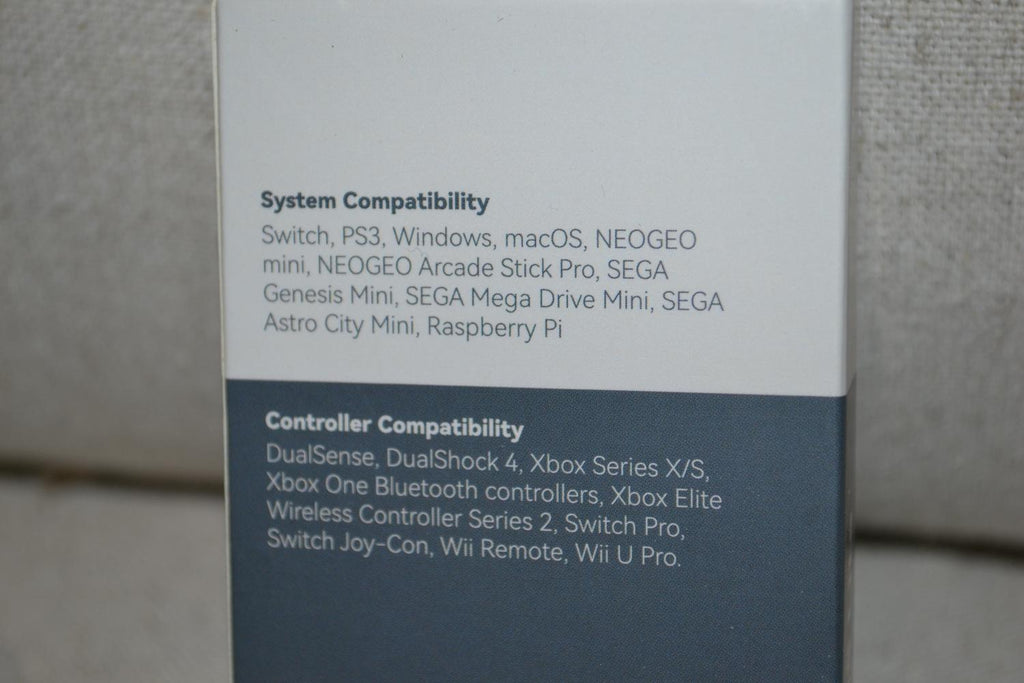 System Compatibility
Switch, PS3, Windows, macOS, NEOGEO
mini, NEOGEO Arcade Stick Pro, SEGA
Genesis Mini, SEGA Mega Drive Mini, SEGA
Astro City Mini, Raspberry Pi
Controller Compatibility
DualSense, DualShock 4, Xbox Series X/S,
Xbox One Bluetooth controllers, Xbox Elite
Wireless Controller Series 2, Switch Pro,
Switch Joy-Con, Wii Remote, Wii U Pro.